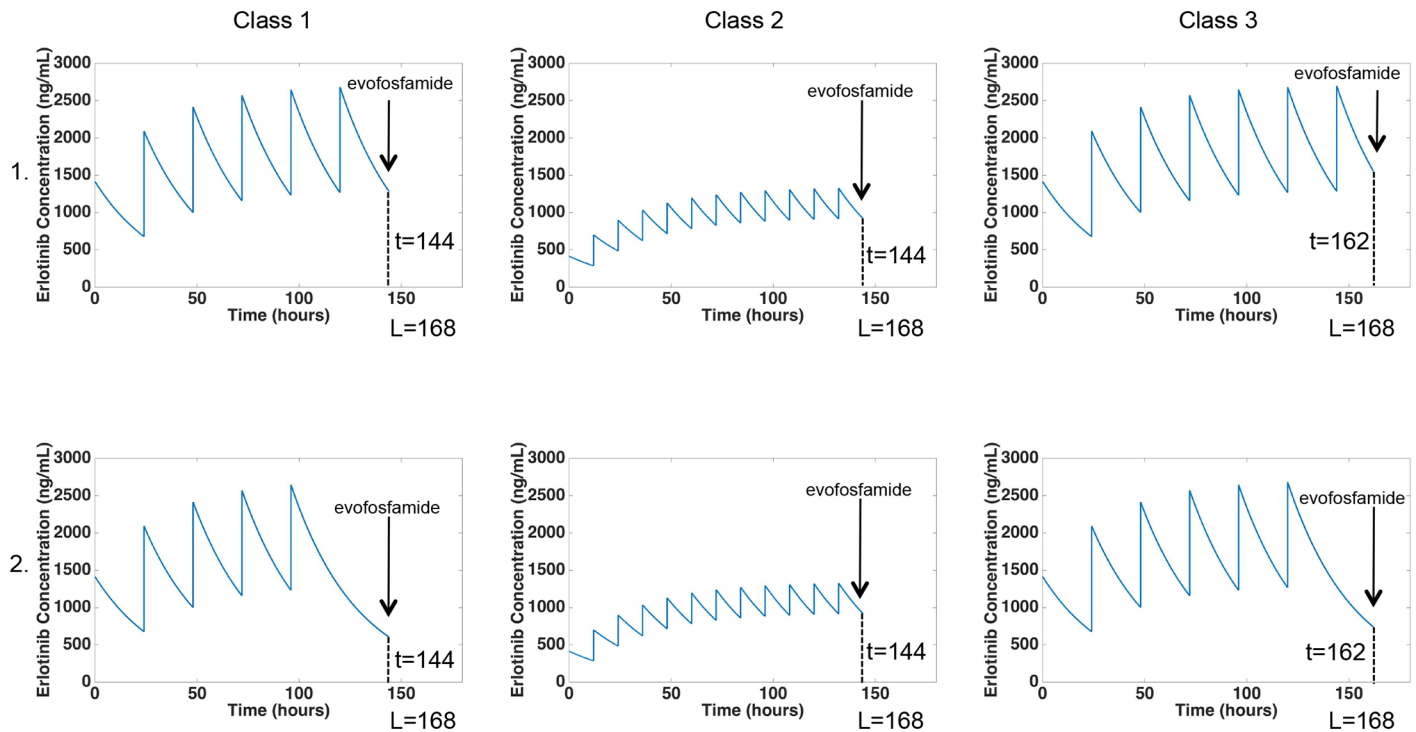 Class 1
Class 2
Class 3
1.
Erlotinib Concentration (ng/mL)
3000
2500
2000
1500
1000
500
0
0 50 100 150
Time (hours)
evofosfamide
t=144
L=168
Erlotinib Concentration (ng/mL)
3000
2500
2000
1500
1000
500
0
0 50 100 150
Time (hours)
evofosfamide
t=144
L=168
Erlotinib Concentration (ng/mL)
3000
2500
2000
1500
1000
500
0
0 50 100 150
Time (hours)
evofosfamide
t=162
L=168
2.
Erlotinib Concentration (ng/mL)
3000
2500
2000
1500
1000
500
0
0 50 100 150
Time (hours)
evofosfamide
t=144
L=168
Erlotinib Concentration (ng/mL)
3000
2500
2000
1500
1000
500
0
0 50 100 150
Time (hours)
evofosfamide
t=144
L=168
Erlotinib Concentration (ng/mL)
3000
2500
2000
1500
1000
500
0
0 50 100 150
Time (hours)
evofosfamide
t=162
L=168